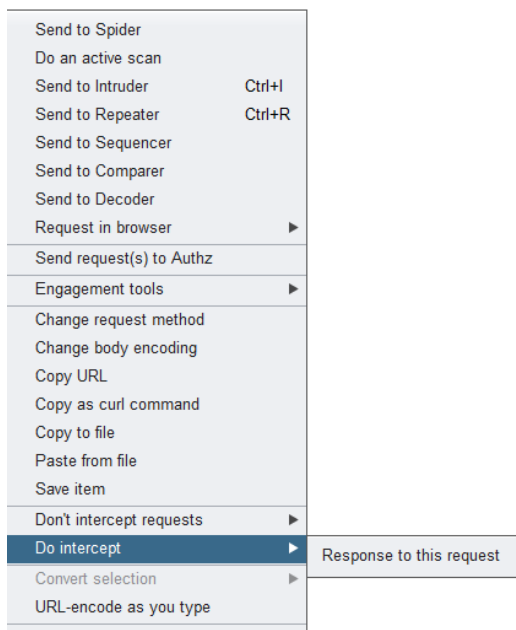 Send to Spider
Do an active scan
Send to Intruder Ctrl+I
Send to Repeater Ctrl+R
Send to Sequencer
Send to Comparer
Send to Decoder
Request in browser
Send request(s) to Authz
Engagement tools
Change request method
Change body encoding
Copy URL
Copy as curl command
Copy to file
Paste from file
Save item
Don't intercept requests
Do intercept
Response to this request
Convert selection
URL-encode as you type